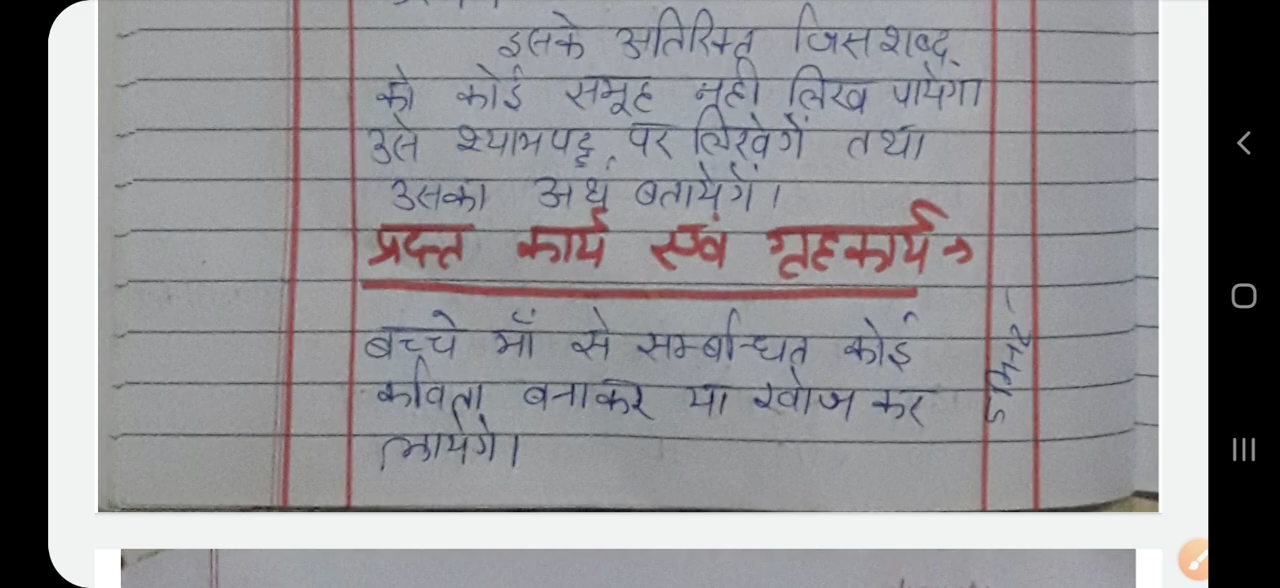 इसके अतिरिक्त जिस शब्द
को कोई समूह नही लिख पायेगा
उसे श्यामपट्ट पर लिखेगें तथा
उसका अर्थ बतायेगें।
प्रदत्त कार्य एवं गृहकार्य→
बच्चे माँ से सम्बन्धित कोई
कविता बनाकर या खोज कर
लायेगे।